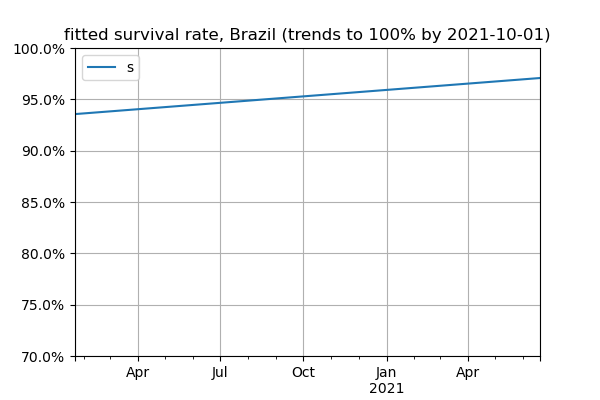 fitted survival rate, Brazil (trends to 100% by 2021-10-01)
100.0%
s
95.0%
90.0%
85.0%
80.0%
75.0%
70.0%
Apr Jul Oct Jan Apr
2021